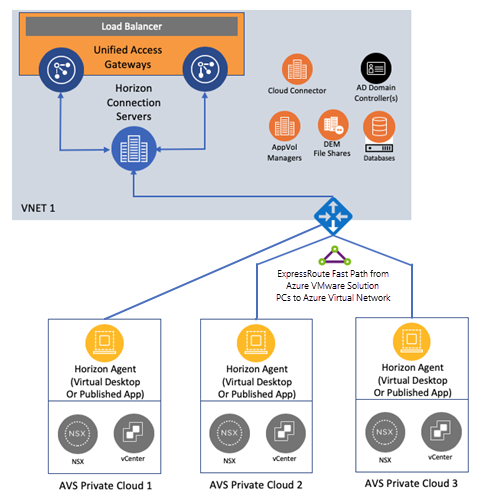 Load Balancer
Unified Access
Gateways
Horizon
Connection
Servers
Cloud Connector
AD Domain
Controller(s)
AppVol
Managers
DEM
File Shares
Databases
VNET 1
ExpressRoute Fast Path from
Azure VMware Solution
PCs to Azure Virtual Network
Horizon Agent
(Virtual Desktop
Or Published App)
NSX
NSX
vCenter
AVS Private Cloud 1
Horizon Agent
(Virtual Desktop
Or Published App)
NSX
NSX
vCenter
AVS Private Cloud 2
Horizon Agent
(Virtual Desktop
Or Published App)
NSX
NSX
vCenter
AVS Private Cloud 3